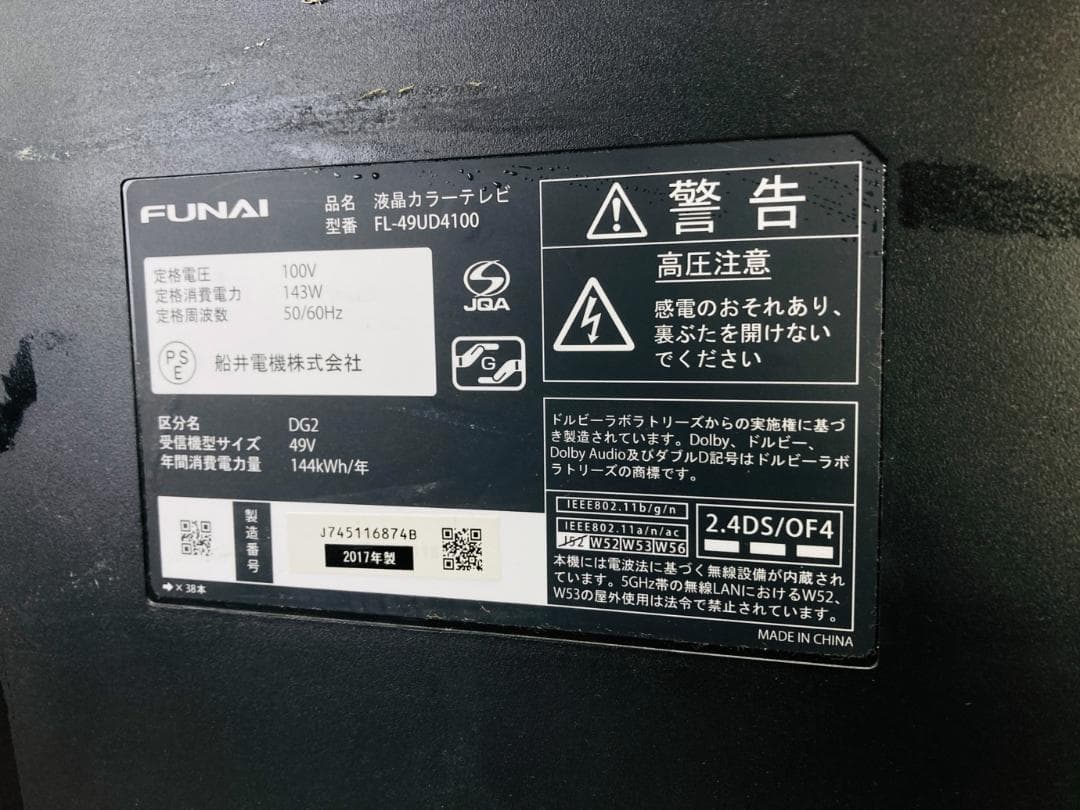 FUNAI
品名 液晶カラーテレビ
型番 FL-49UD4100
定格電圧 100V
定格消費電力 143W
定格周波数 50/60Hz
PSE 船井電機株式会社
JQA
G
区分名 DG2
受信機型サイズ 49V
年間消費電力量 144kWh/年
製造番号
J745116874B
2017年製
➡× 38本
警告
高圧注意
感電のおそれあり、
裏ぶたを開けない
でください
ドルビーラボラトリーズからの実施権に基づ
き製造されています。Dolby、ドルビー、
Dolby Audio及びダブルD記号はドルビーラボ
ラトリーズの商標です。
IEEE802.11b/g/n
IEEE802.11a/n/ac
J52 W52 W53 W56
2.4DS/OF4
本機には電波法に基づく無線設備が内蔵され
ています。5GHz帯の無線LANにおけるW52、
W53の屋外使用は法令で禁止されています。
MADE IN CHINA